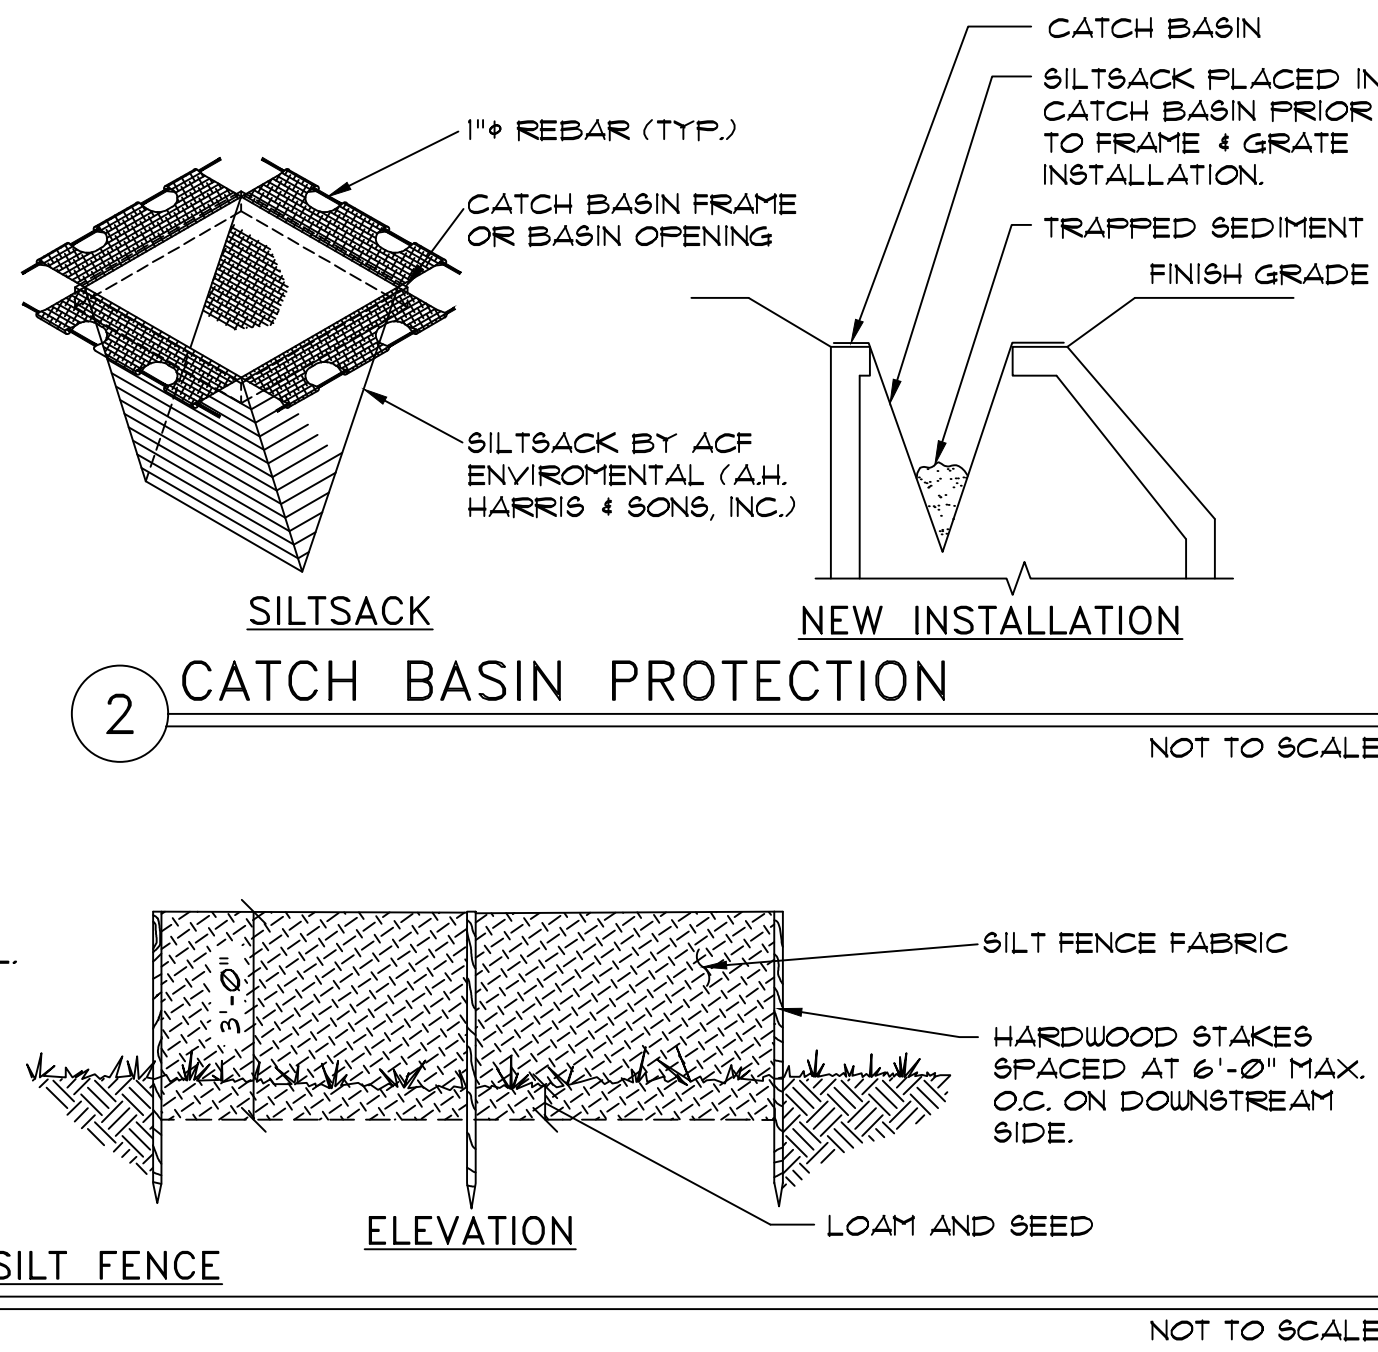 1"ϕ REBAR (TYP.)
CATCH BASIN FRAME
OR BASIN OPENING
SILTSACK BY ACF
ENVIROMENTAL (A.H.
HARRIS & SONS, INC.)
SILTSACK
CATCH BASIN
SILTSACK PLACED IN
CATCH BASIN PRIOR
TO FRAME & GRATE
INSTALLATION.
TRAPPED SEDIMENT
FINISH GRADE
NEW INSTALLATION
2
CATCH BASIN PROTECTION
NOT TO SCALE
L.
3'-0"
SILT FENCE FABRIC
HARDWOOD STAKES
SPACED AT 6'-0" MAX.
O.C. ON DOWNSTREAM
SIDE.
LOAM AND SEED
ELEVATION
SILT FENCE
NOT TO SCALE